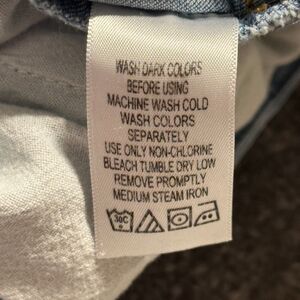 WASH DARK COLORS
BEFORE USING
MACHINE WASH COLD
WASH COLORS
SEPARATELY
USE ONLY NON-CHLORINE
BLEACH TUMBLE DRY LOW
REMOVE PROMPTLY
MEDIUM STEAM IRON
30C